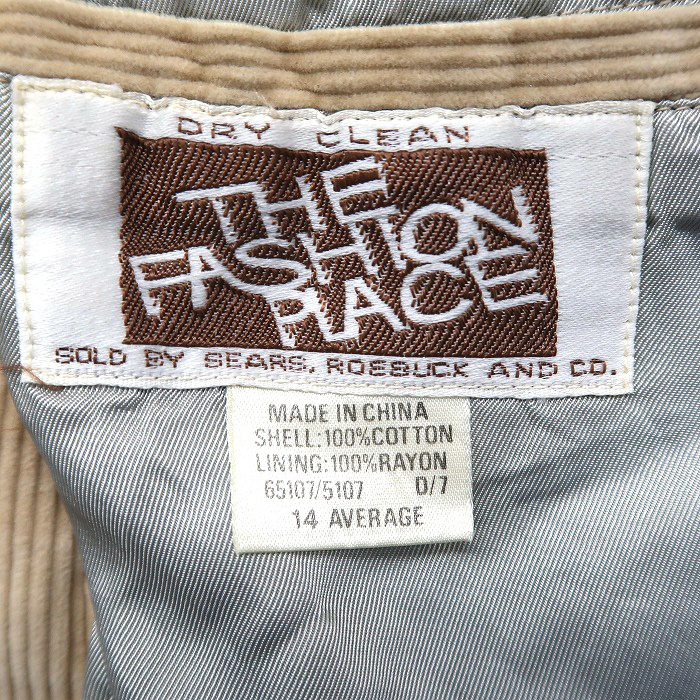 DRY CLEAN
THE
FASHION
PLACE
SOLD BY SEARS, ROEBUCK AND CO.
MADE IN CHINA
SHELL:100%COTTON
LINING:100%RAYON
65107/5107 D/7
14 AVERAGE